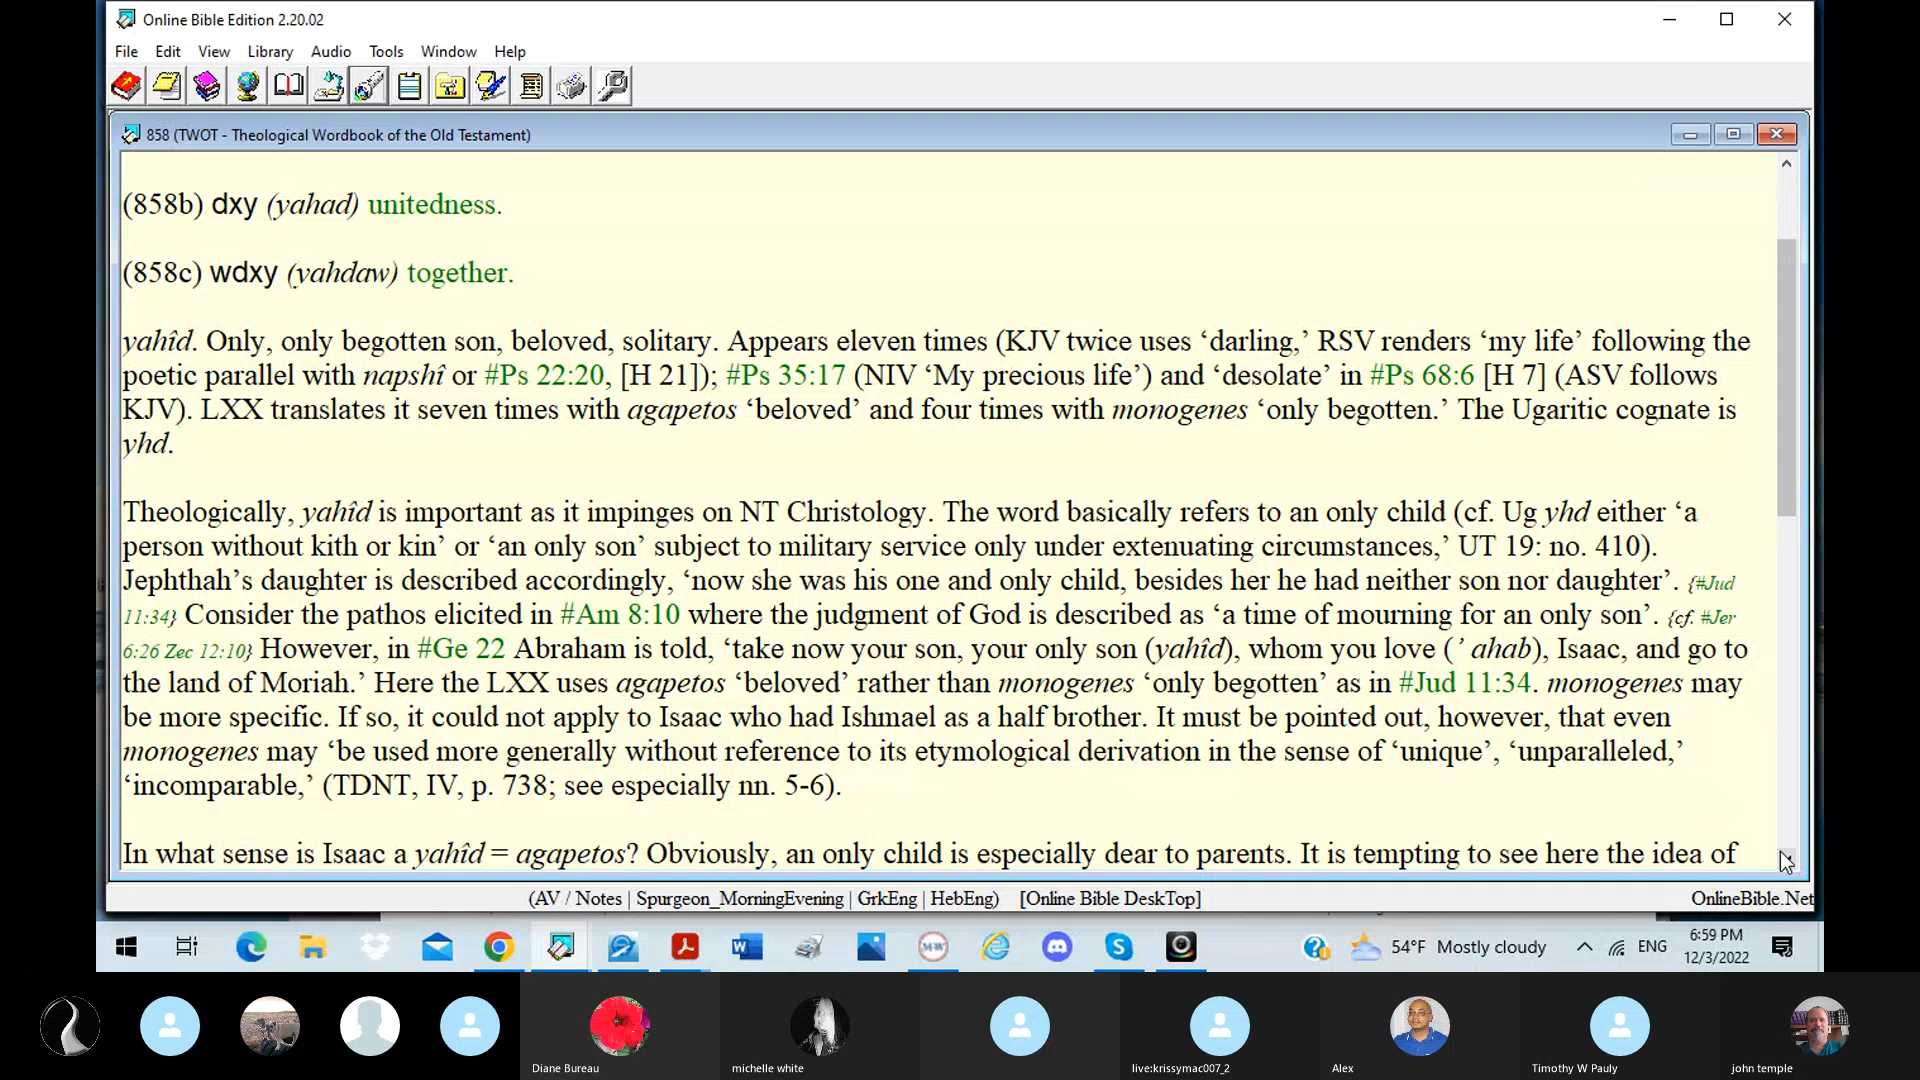 Online Bible Edition 2.20.02
File Edit View Library Audio Tools Window Help
858 (TWOT - Theological Wordbook of the Old Testament)
(858b) dxy (yahad) unitedness.
(858c) wdxy (yahdaw) together.
yahîd. Only, only begotten son, beloved, solitary. Appears eleven times (KJV twice uses ‘darling,’ RSV renders ‘my life’ following the
poetic parallel with napshî or #Ps 22:20, [H 21]); #Ps 35:17 (NIV ‘My precious life’) and ‘desolate’ in #Ps 68:6 [H 7] (ASV follows
KJV). LXX translates it seven times with agapetos ‘beloved’ and four times with monogenes ‘only begotten.’ The Ugaritic cognate is
yhd.
Theologically, yahîd is important as it impinges on NT Christology. The word basically refers to an only child (cf. Ug yhd either ‘a
person without kith or kin’ or ‘an only son’ subject to military service only under extenuating circumstances,’ UT 19: no. 410).
Jephthah’s daughter is described accordingly, ‘now she was his one and only child, besides her he had neither son nor daughter’. {#Jud
11:34} Consider the pathos elicited in #Am 8:10 where the judgment of God is described as ‘a time of mourning for an only son’. {cf. #Jer
6:26 Zec 12:10} However, in #Ge 22 Abraham is told, ‘take now your son, your only son (yahîd), whom you love (’ ahab), Isaac, and go to
the land of Moriah.’ Here the LXX uses agapetos ‘beloved’ rather than monogenes ‘only begotten’ as in #Jud 11:34. monogenes may
be more specific. If so, it could not apply to Isaac who had Ishmael as a half brother. It must be pointed out, however, that even
monogenes may ‘be used more generally without reference to its etymological derivation in the sense of ‘unique’, ‘unparalleled,’
‘incomparable,’ (TDNT, IV, p. 738; see especially nn. 5-6).
In what sense is Isaac a yahîd = agapetos? Obviously, an only child is especially dear to parents. It is tempting to see here the idea of
(AV / Notes | Spurgeon_MorningEvening | GrkEng | HebEng) [Online Bible DeskTop] OnlineBible.Net
54°F Mostly cloudy ENG 6:59 PM
12/3/2022
Diane Bureau michelle white live:krissymac007_2 Alex Timothy W Pauly john temple